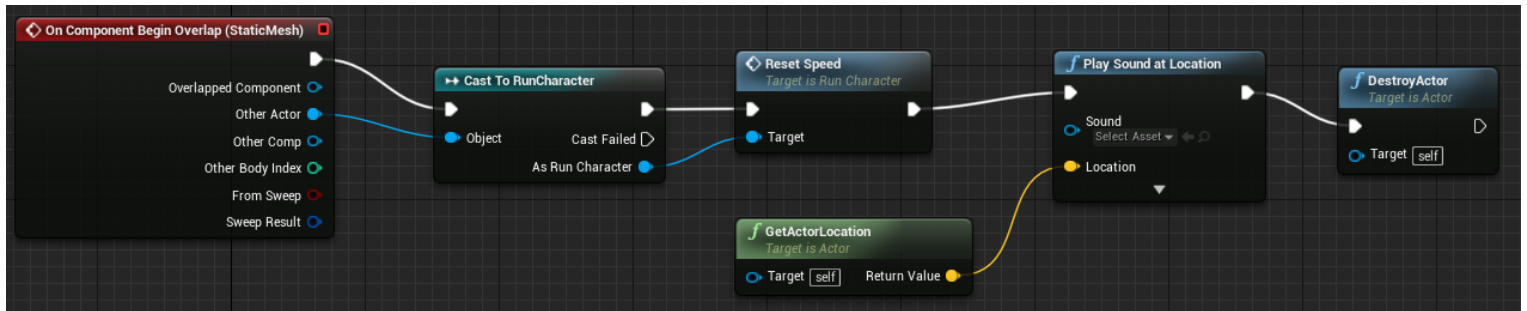 On Component Begin Overlap (StaticMesh)
Overlapped Component
Other Actor
Other Comp
Other Body Index
From Sweep
Sweep Result
Cast To RunCharacter
Object
Cast Failed
As Run Character
Reset Speed
Target is Run Character
Target
f GetActorLocation
Target is Actor
Target self
Return Value
f Play Sound at Location
Sound
Select Asset
Location
f DestroyActor
Target is Actor
Target self